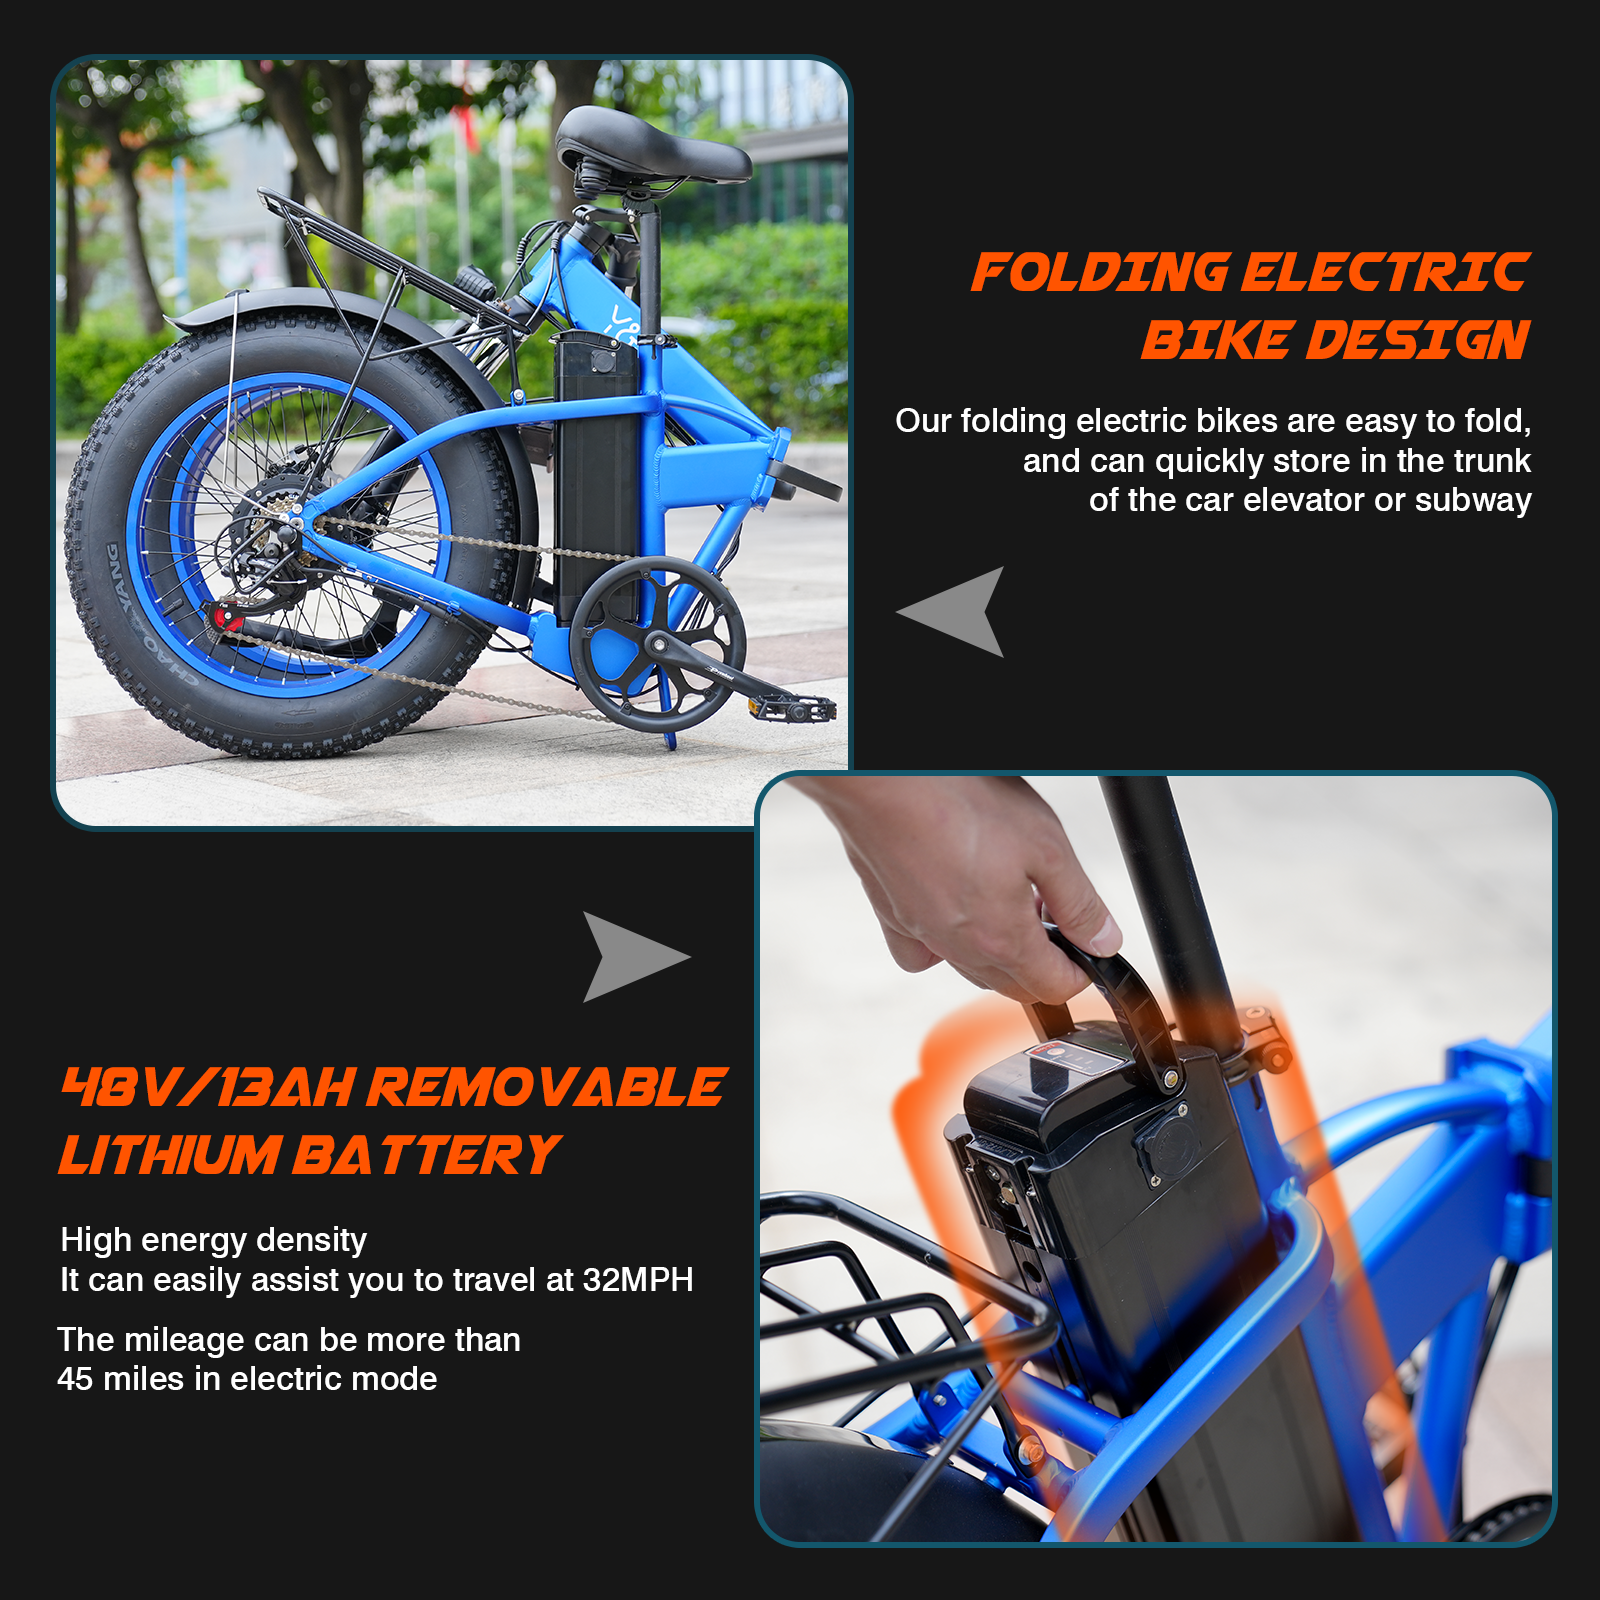 FOLDING ELECTRIC
BIKE DESIGN
Our folding electric bikes are easy to fold,
and can quickly store in the trunk
of the car elevator or subway
CHAOYANG
48V/13AH REMOVABLE
LITHIUM BATTERY
High energy density
It can easily assist you to travel at 32MPH
The mileage can be more than
45 miles in electric mode